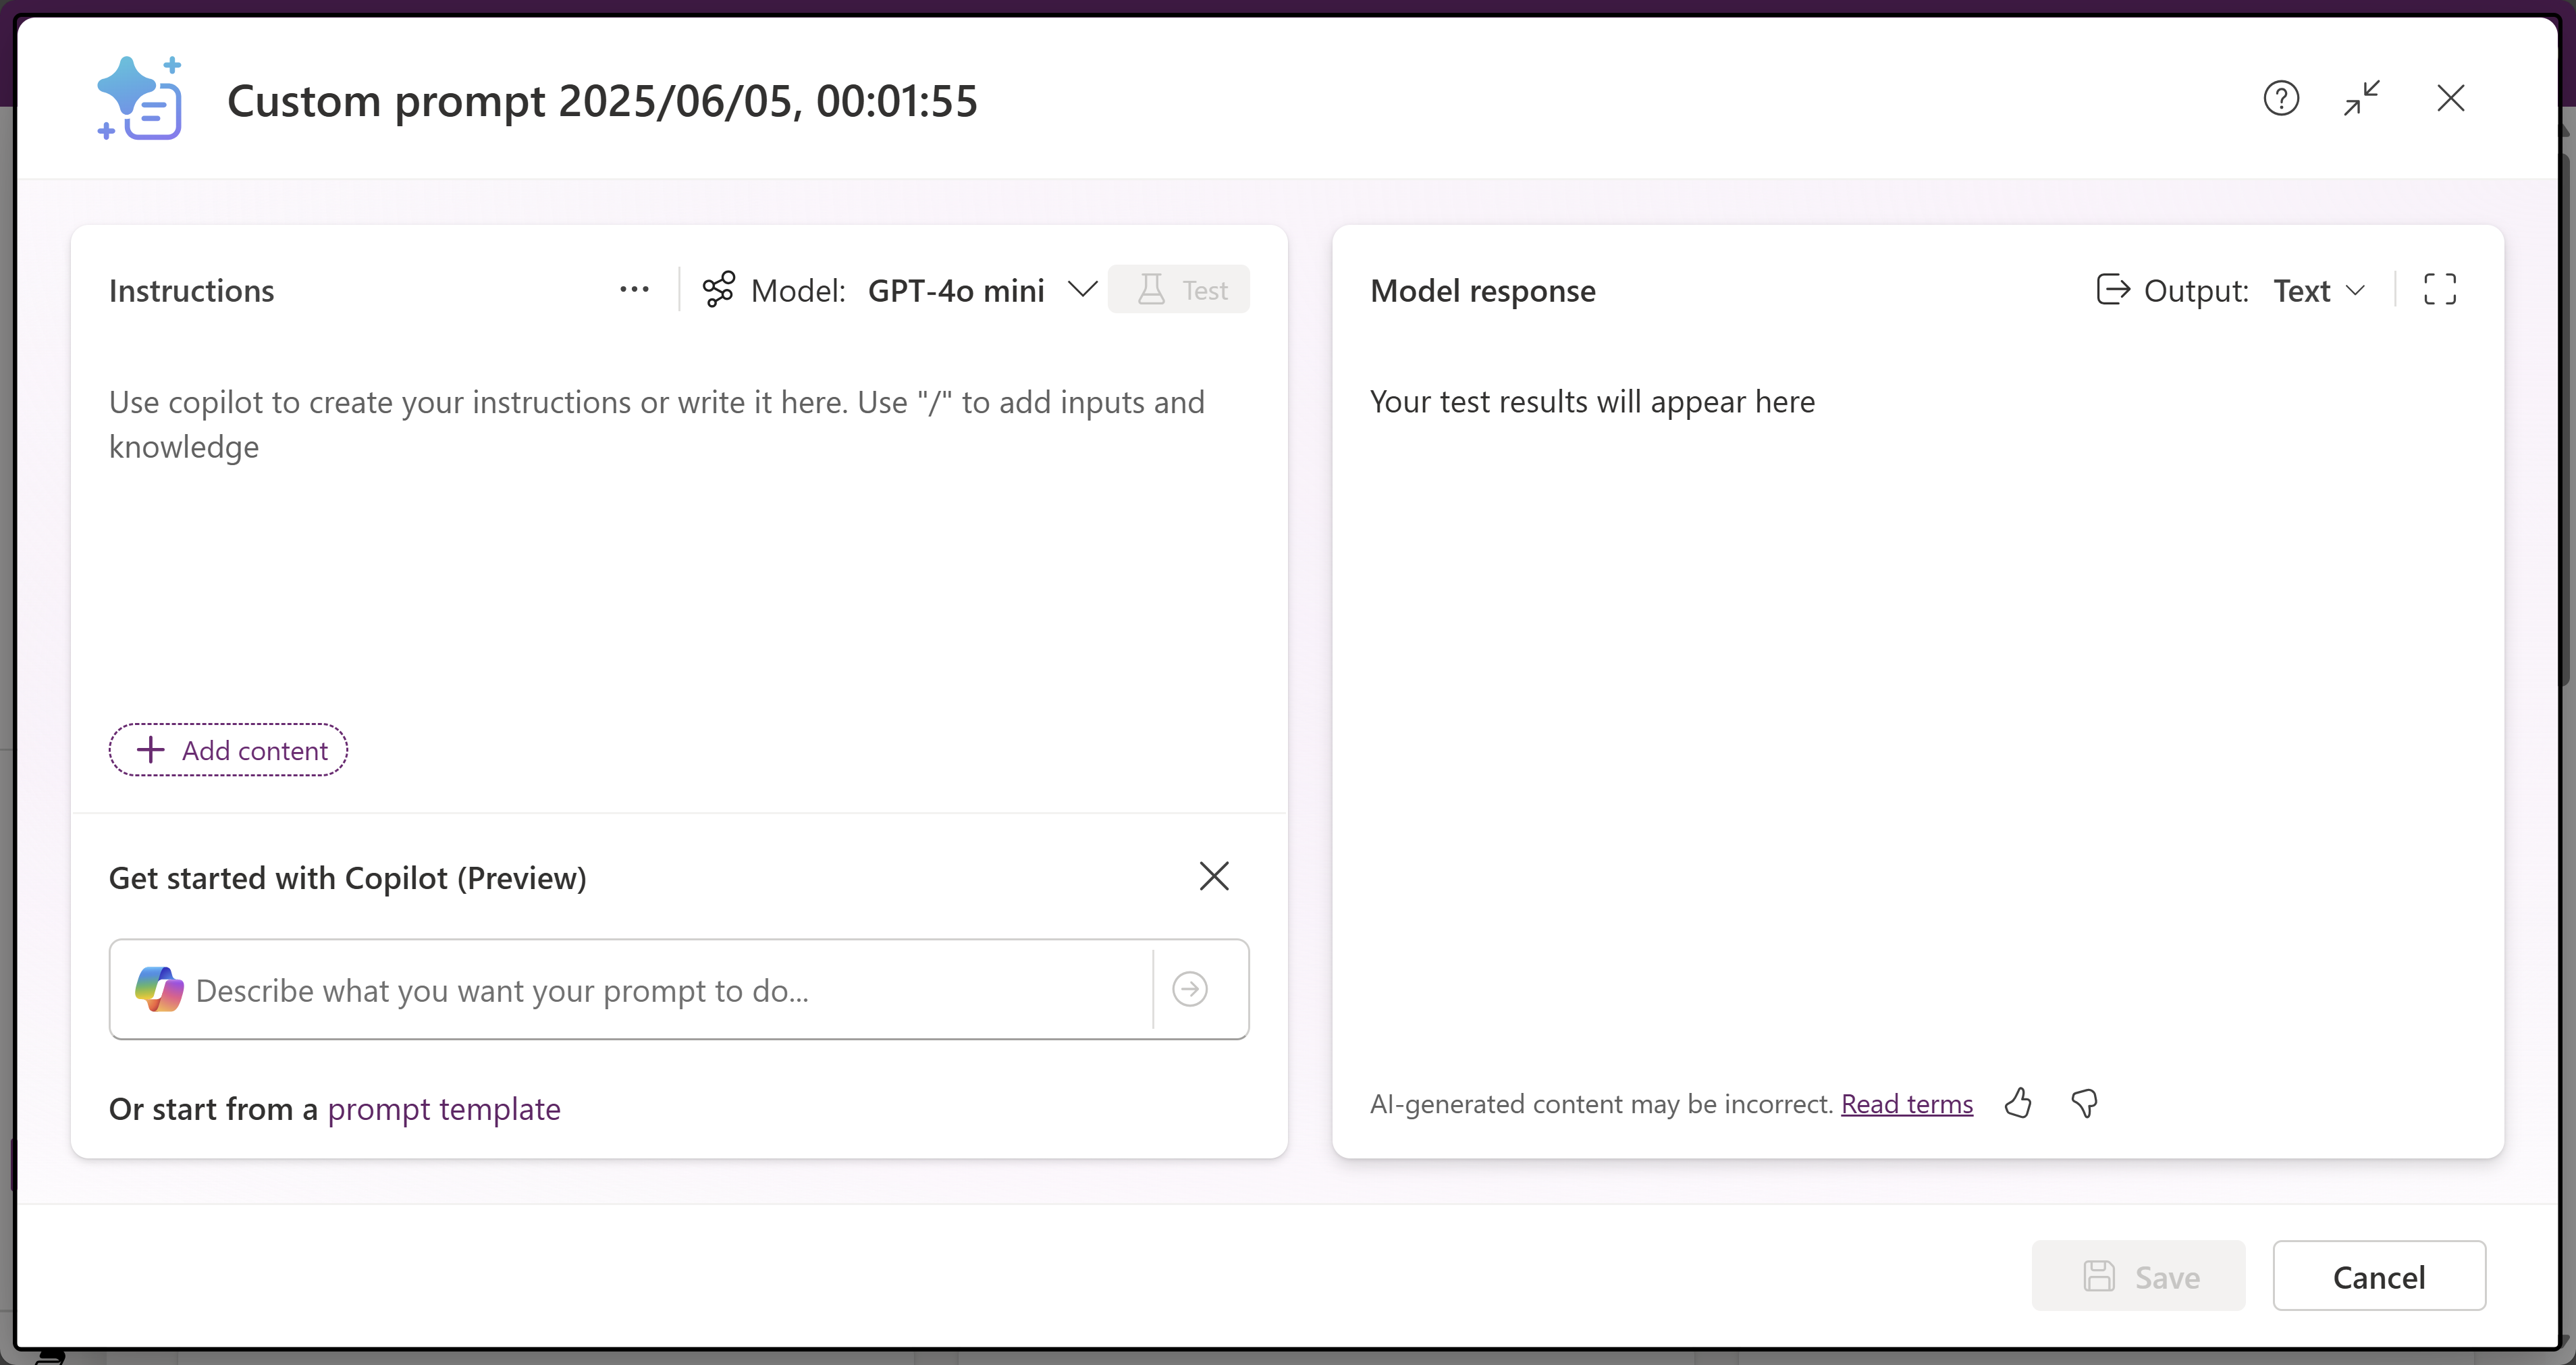 Custom prompt 2025/06/05, 00:01:55
Instructions
Model: GPT-4o mini
Test
Use copilot to create your instructions or write it here. Use "/" to add inputs and
knowledge
Add content
Get started with Copilot (Preview)
Describe what you want your prompt to do...
Or start from a prompt template
Model response
Output: Text
Your test results will appear here
AI-generated content may be incorrect. Read terms
Save
Cancel